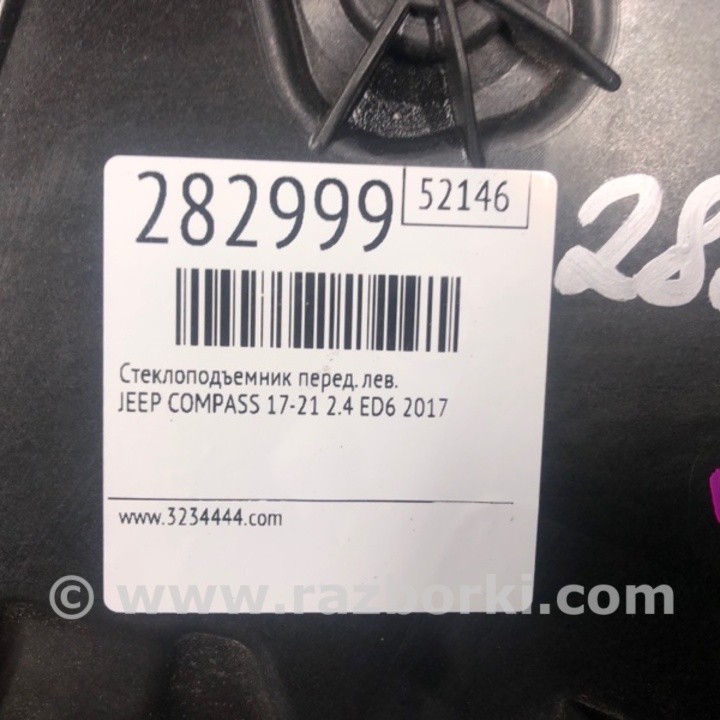 282999
52146
28
Стеклоподъемник перед. лев.
JEEP COMPASS 17-21 2.4 ED6 2017
www.3234444.com
© www.razborki.com